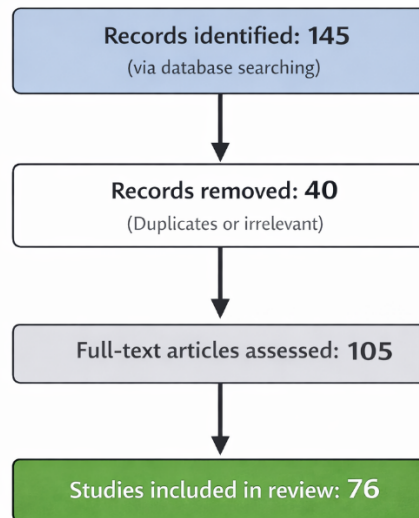 Records identified: 145
(via database searching)
Records removed: 40
(Duplicates or irrelevant)
Full-text articles assessed: 105
Studies included in review: 76